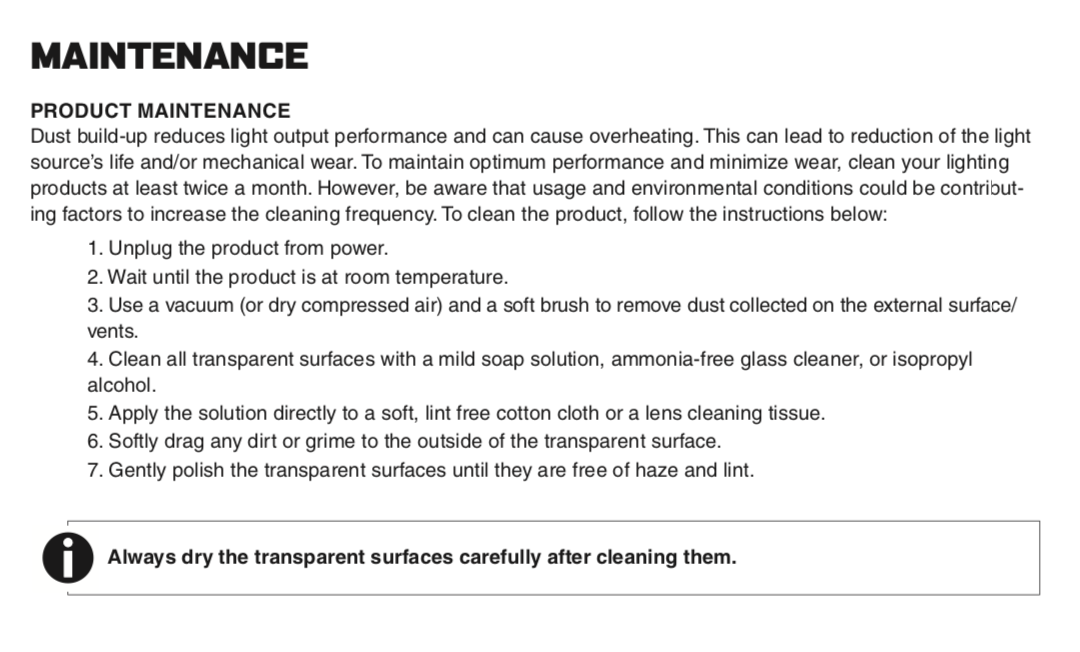 MAINTENANCE
PRODUCT MAINTENANCE
Dust build-up reduces light output performance and can cause overheating. This can lead to reduction of the light
source's life and/or mechanical wear. To maintain optimum performance and minimize wear, clean your lighting
products at least twice a month. However, be aware that usage and environmental conditions could be contribut-
ing factors to increase the cleaning frequency. To clean the product, follow the instructions below:
1. Unplug the product from power.
2. Wait until the product is at room temperature.
3. Use a vacuum (or dry compressed air) and a soft brush to remove dust collected on the external surface/
vents.
4. Clean all transparent surfaces with a mild soap solution, ammonia-free glass cleaner, or isopropyl
alcohol.
5. Apply the solution directly to a soft, lint free cotton cloth or a lens cleaning tissue.
6. Softly drag any dirt or grime to the outside of the transparent surface.
7. Gently polish the transparent surfaces until they are free of haze and lint.
i Always dry the transparent surfaces carefully after cleaning them.